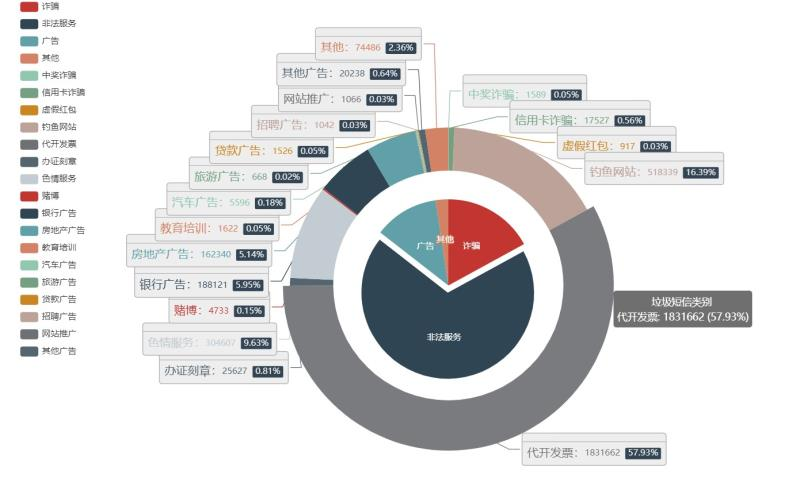 诈骗
非法服务
广告
其他
中奖诈骗
信用卡诈骗
虚假红包
钓鱼网站
代开发票
办证刻章
色情服务
赌博
银行广告
房地产广告
教育培训
汽车广告
旅游广告
贷款广告
招聘广告
网站推广
其他广告
其他：74486 2.36%
其他广告：20238 0.64%
网站推广：1066 0.03%
招聘广告：1042 0.03%
贷款广告：1526 0.05%
旅游广告：668 0.02%
汽车广告：5596 0.18%
教育培训：1622 0.05%
房地产广告：162340 5.14%
银行广告：188121 5.95%
赌博：4733 0.15%
色情服务：304607 9.63%
办证刻章：25627 0.81%
中奖诈骗：1589 0.05%
信用卡诈骗：17527 0.56%
虚假红包：917 0.03%
钓鱼网站：518339 16.39%
广告
其他
诈骗
非法服务
垃圾短信类别
代开发票: 1831662 (57.93%)
代开发票：1831662 57.93%